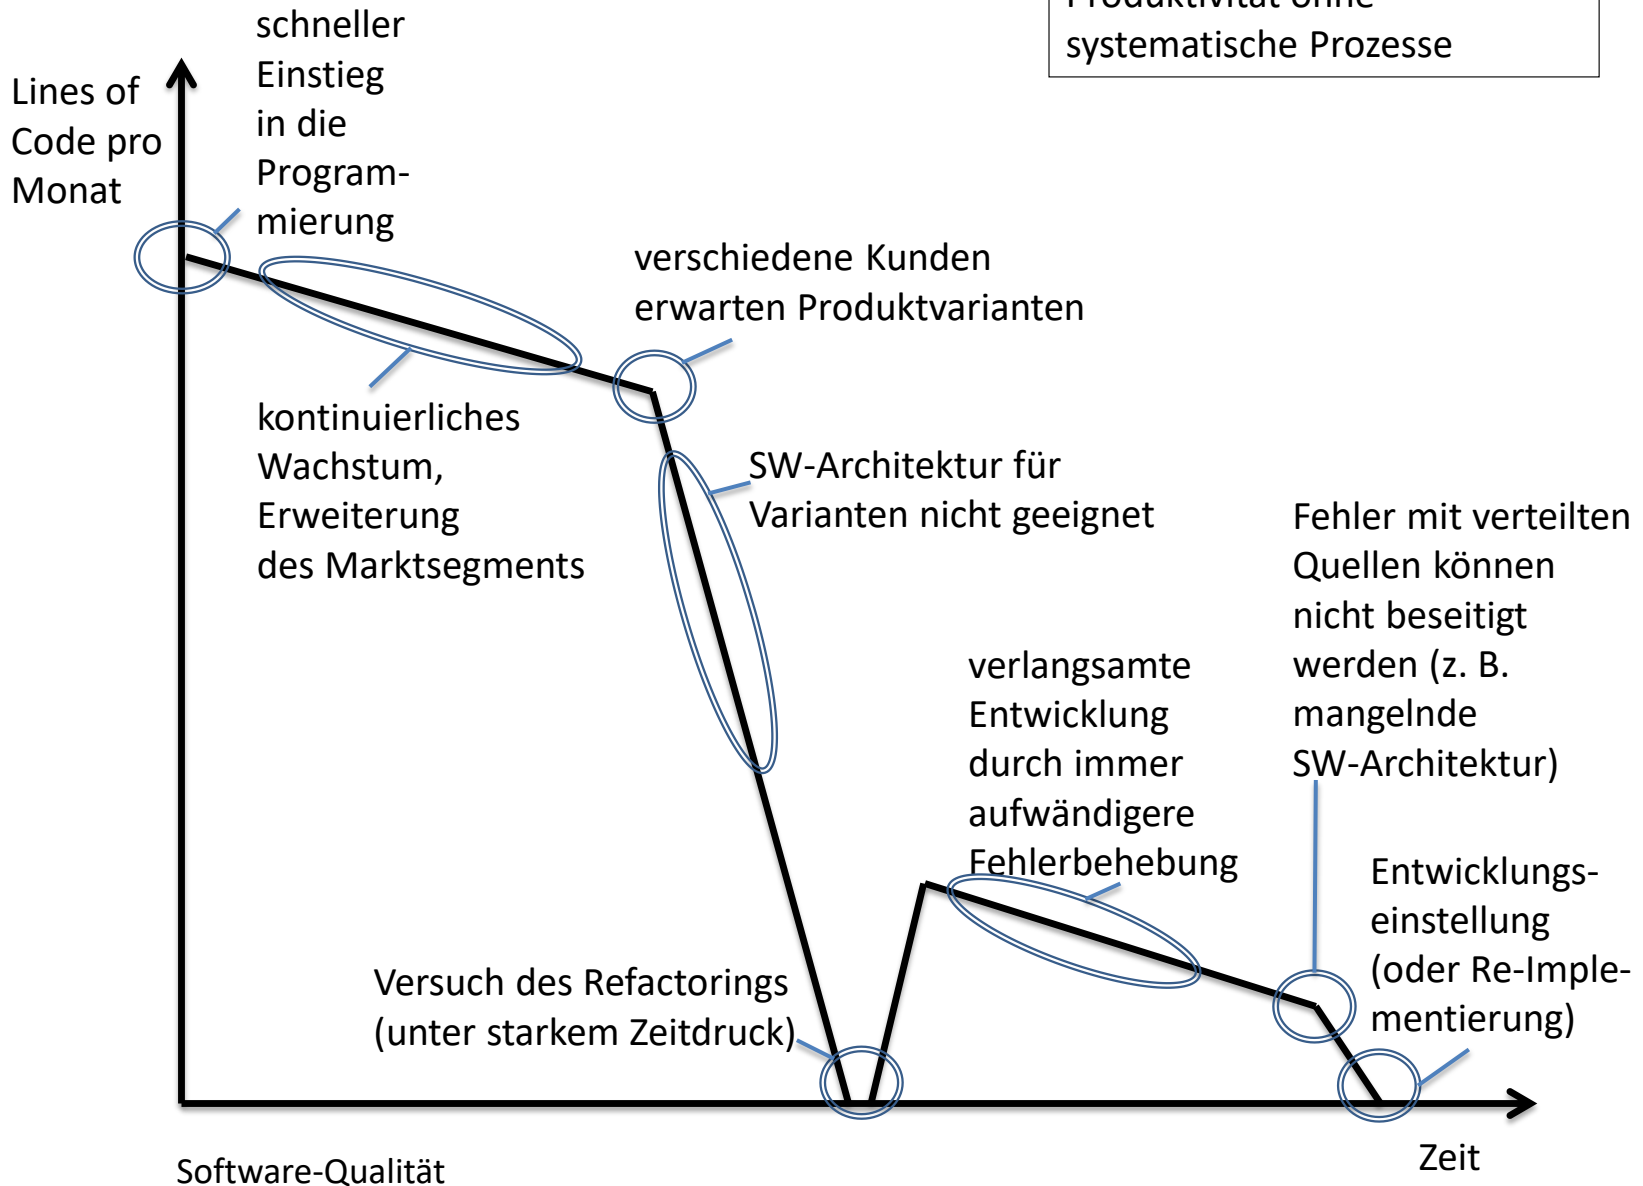 Produktivität ohne
systematische Prozesse
Lines of
Code pro
Monat
schneller
Einstieg
in die
Program-
mierung
verschiedene Kunden
erwarten Produktvarianten
kontinuierliches
Wachstum,
Erweiterung
des Marktsegments
SW-Architektur für
Varianten nicht geeignet
Fehler mit verteilten
Quellen können
nicht beseitigt
werden (z. B.
mangelnde
SW-Architektur)
verlangsamte
Entwicklung
durch immer
aufwändigere
Fehlerbehebung
Entwicklungs-
einstellung
(oder Re-Imple-
mentierung)
Versuch des Refactorings
(unter starkem Zeitdruck)
Zeit
Software-Qualität